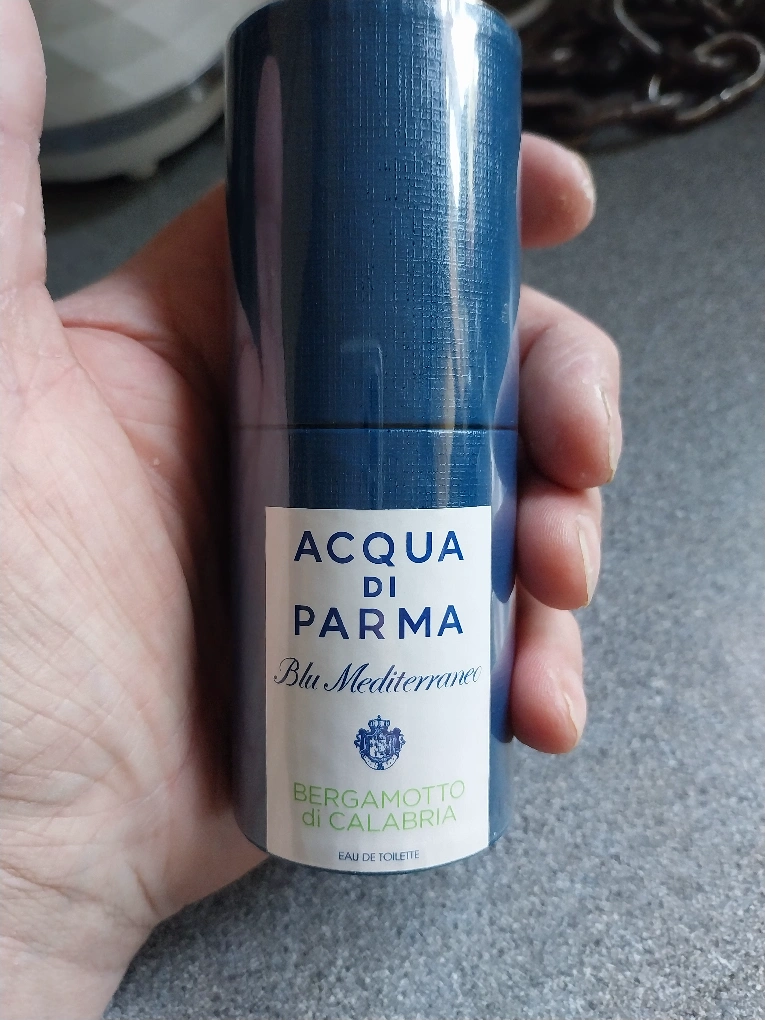 ACQUA
DI
PARMA
Blu Mediterraneo
BERGAMOTTO
di CALABRIA
EAU DE TOILETTE